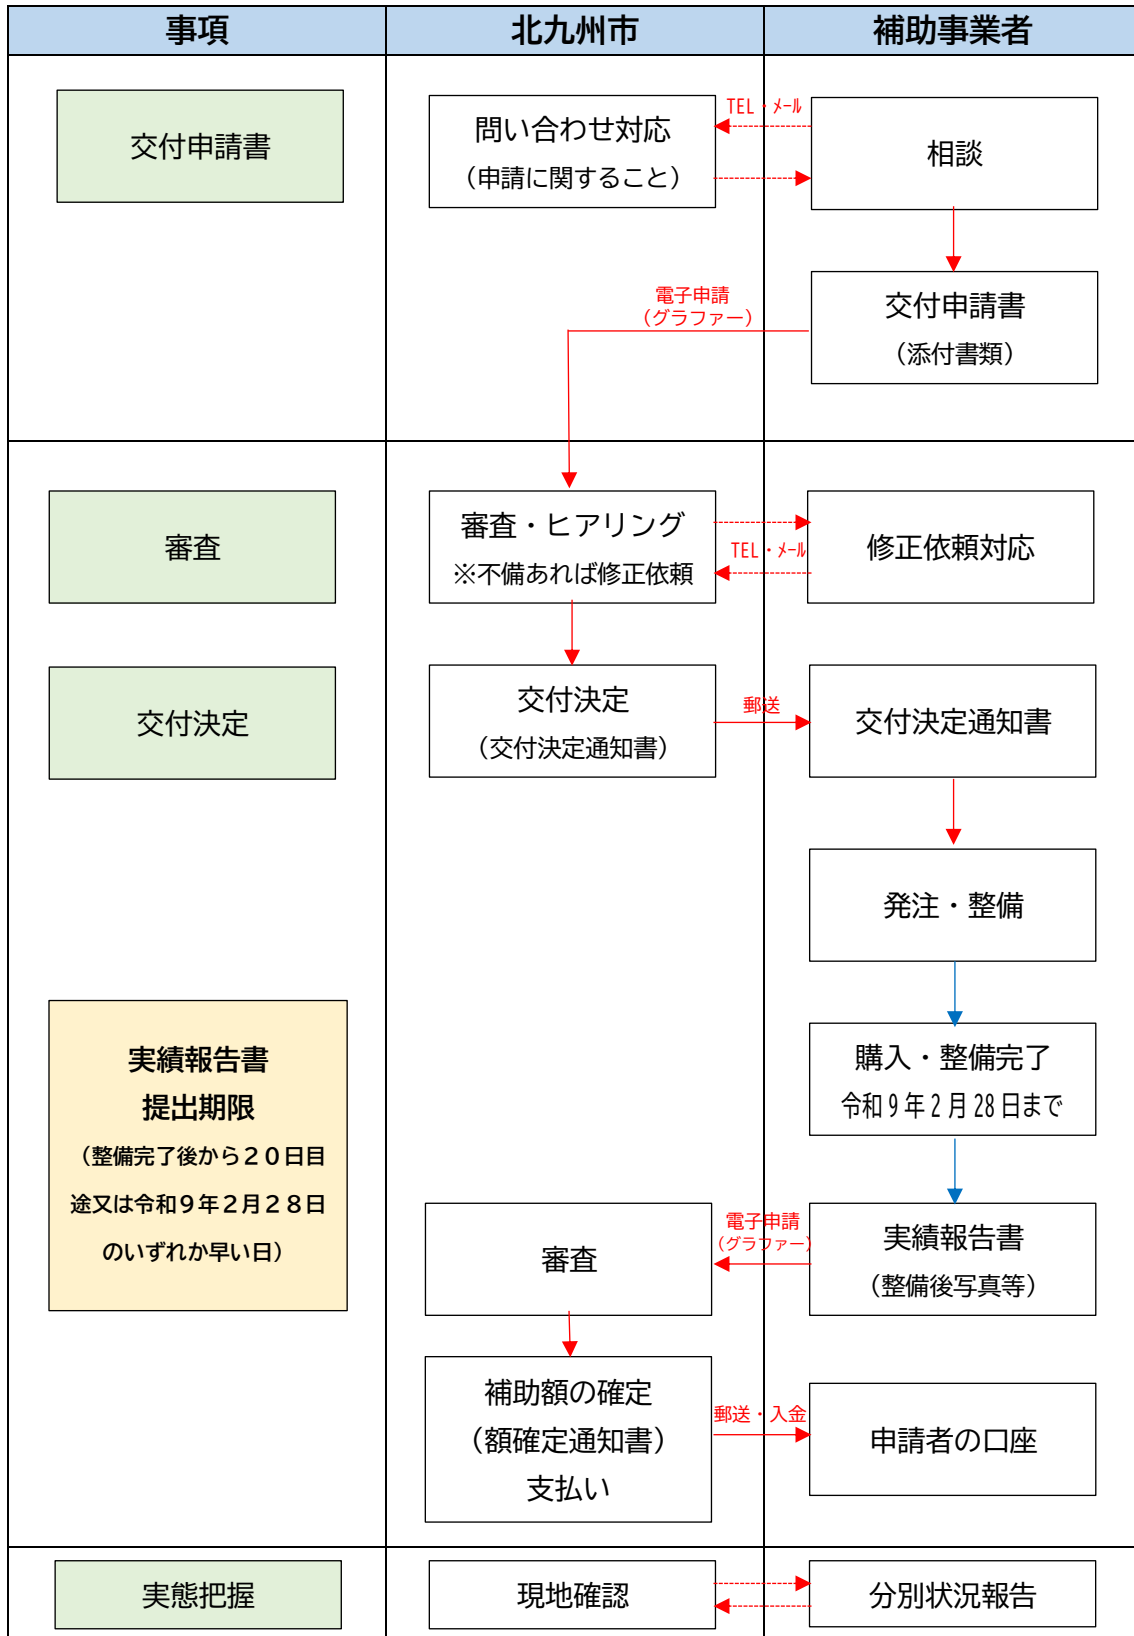 事項
北九州市
補助事業者
交付申請書
問い合わせ対応
（申請に関すること）
TEL・メール
相談
電子申請
（グラファー）
交付申請書
（添付書類）
審査
審査・ヒアリング
※不備あれば修正依頼
TEL・メール
修正依頼対応
交付決定
交付決定
（交付決定通知書）
郵送
交付決定通知書
発注・整備
実績報告書
提出期限
（整備完了後から２０日目
途又は令和９年２月２８日
のいずれか早い日）
購入・整備完了
令和９年２月28日まで
審査
電子申請
（グラファー）
実績報告書
（整備後写真等）
補助額の確定
（額確定通知書）
支払い
郵送・入金
申請者の口座
実態把握
現地確認
分別状況報告